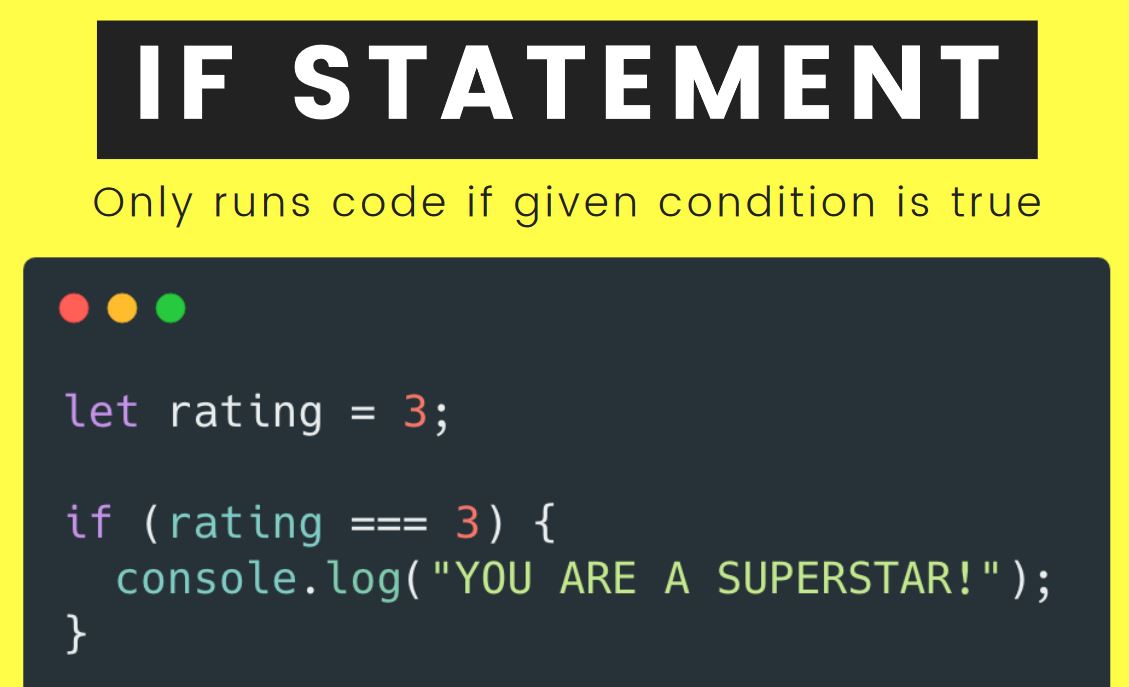 IF STATEMENT
Only runs code if given condition is true
let rating = 3;
if (rating === 3) {
  console.log("YOU ARE A SUPERSTAR!");
}